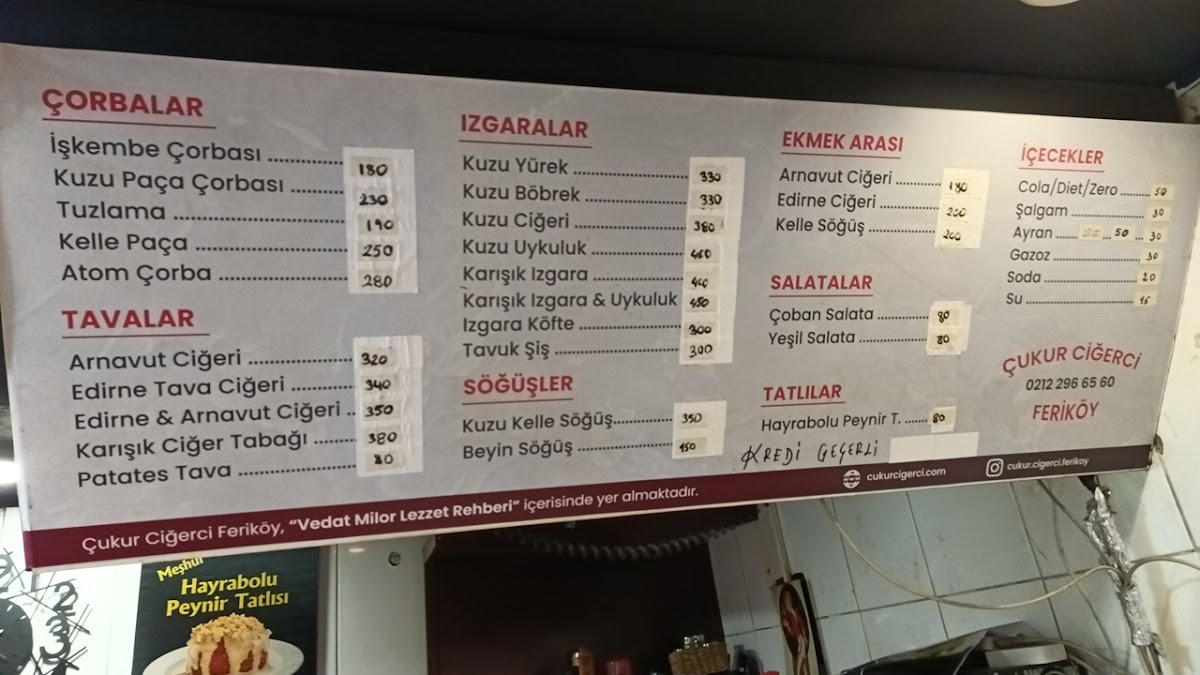 ÇORBALAR
İşkembe Çorbası 180
Kuzu Paça Çorbası 230
Tuzlama 190
Kelle Paça 250
Atom Çorba 280
TAVALAR
Arnavut Ciğeri 320
Edirne Tava Ciğeri 340
Edirne & Arnavut Ciğeri 350
Karışık Ciğer Tabağı 380
Patates Tava 80
IZGARALAR
Kuzu Yürek 330
Kuzu Böbrek 330
Kuzu Ciğeri 380
Kuzu Uykuluk
Karışık Izgara 400
Karışık Izgara & Uykuluk 450
Izgara Köfte 300
Tavuk Şiş 300
SÖĞÜŞLER
Kuzu Kelle Söğüş 350
Beyin Söğüş 150
EKMEK ARASI
Arnavut Ciğeri 180
Edirne Ciğeri 200
Kelle Söğüş 200
SALATALAR
Çoban Salata 80
Yeşil Salata 80
TATLILAR
Hayrabolu Peynir T. 80
KREDİ GEÇERLİ
İÇECEKLER
Cola/Diet/Zero 50
Şalgam 30
Ayran 50 30
Gazoz 30
Soda 20
Su 15
ÇUKUR CİĞERCİ
0212 296 65 60
FERİKÖY
cukurcigerci.com
cukur.cigerci.ferikoy
Çukur Ciğerci Feriköy, "Vedat Milor Lezzet Rehberi" içerisinde yer almaktadır.
Meşhur
Hayrabolu
Peynir Tatlısı
2
3